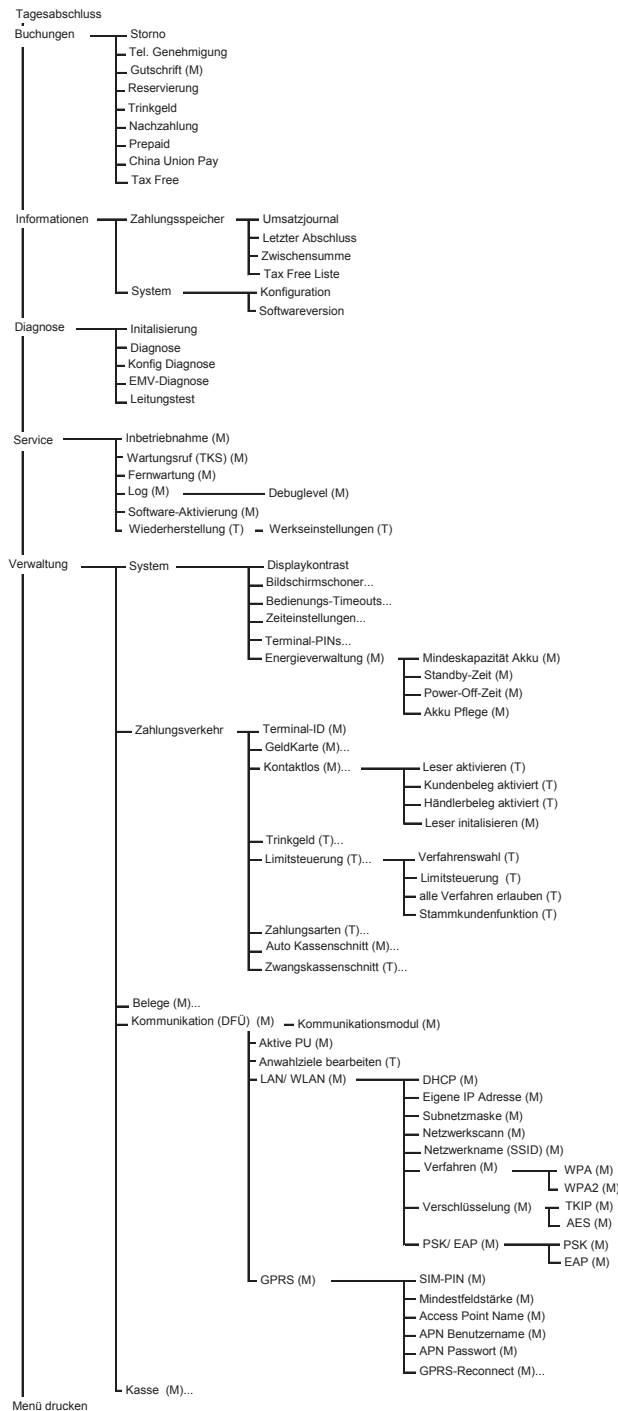 Tagesabschluss
Buchungen Storno
Tel. Genehmigung
Gutschrift (M)
Reservierung
Trinkgeld
Nachzahlung
Prepaid
China Union Pay
Tax Free
Informationen Zahlungsspeicher Umsatzjournal
Letzter Abschluss
Zwischensumme
Tax Free Liste
System Konfiguration
Softwareversion
Diagnose Initalisierung
Diagnose
Konfig Diagnose
EMV-Diagnose
Leitungstest
Service Inbetriebnahme (M)
Wartungsruf (TKS) (M)
Fernwartung (M)
Log (M) Debuglevel (M)
Software-Aktivierung (M)
Wiederherstellung (T) Werkseinstellungen (T)
Verwaltung System Displaykontrast
Bildschirmschoner...
Bedienungs-Timeouts...
Zeiteinstellungen...
Terminal-PINs...
Energieverwaltung (M) Mindeskapazität Akku (M)
Standby-Zeit (M)
Power-Off-Zeit (M)
Akku Pflege (M)
Zahlungsverkehr Terminal-ID (M)
GeldKarte (M)...
Kontaktlos (M)... Leser aktivieren (T)
Kundenbeleg aktiviert (T)
Händlerbeleg aktiviert (T)
Leser initalisieren (M)
Trinkgeld (T)...
Limitsteuerung (T)... Verfahrenswahl (T)
Limitsteuerung (T)
alle Verfahren erlauben (T)
Stammkundenfunktion (T)
Zahlungsarten (T)...
Auto Kassenschnitt (M)...
Zwangskassenschnitt (T)...
Belege (M)...
Kommunikation (DFÜ) (M) Kommunikationsmodul (M)
Aktive PU (M)
Anwahlziele bearbeiten (T)
LAN/ WLAN (M) DHCP (M)
Eigene IP Adresse (M)
Subnetzmaske (M)
Netzwerkscann (M)
Netzwerkname (SSID) (M)
Verfahren (M) WPA (M)
WPA2 (M)
Verschlüsselung (M) TKIP (M)
AES (M)
PSK/ EAP (M) PSK (M)
EAP (M)
GPRS (M) SIM-PIN (M)
Mindestfeldstärke (M)
Access Point Name (M)
APN Benutzername (M)
APN Passwort (M)
GPRS-Reconnect (M)...
Kasse (M)...
Menü drucken